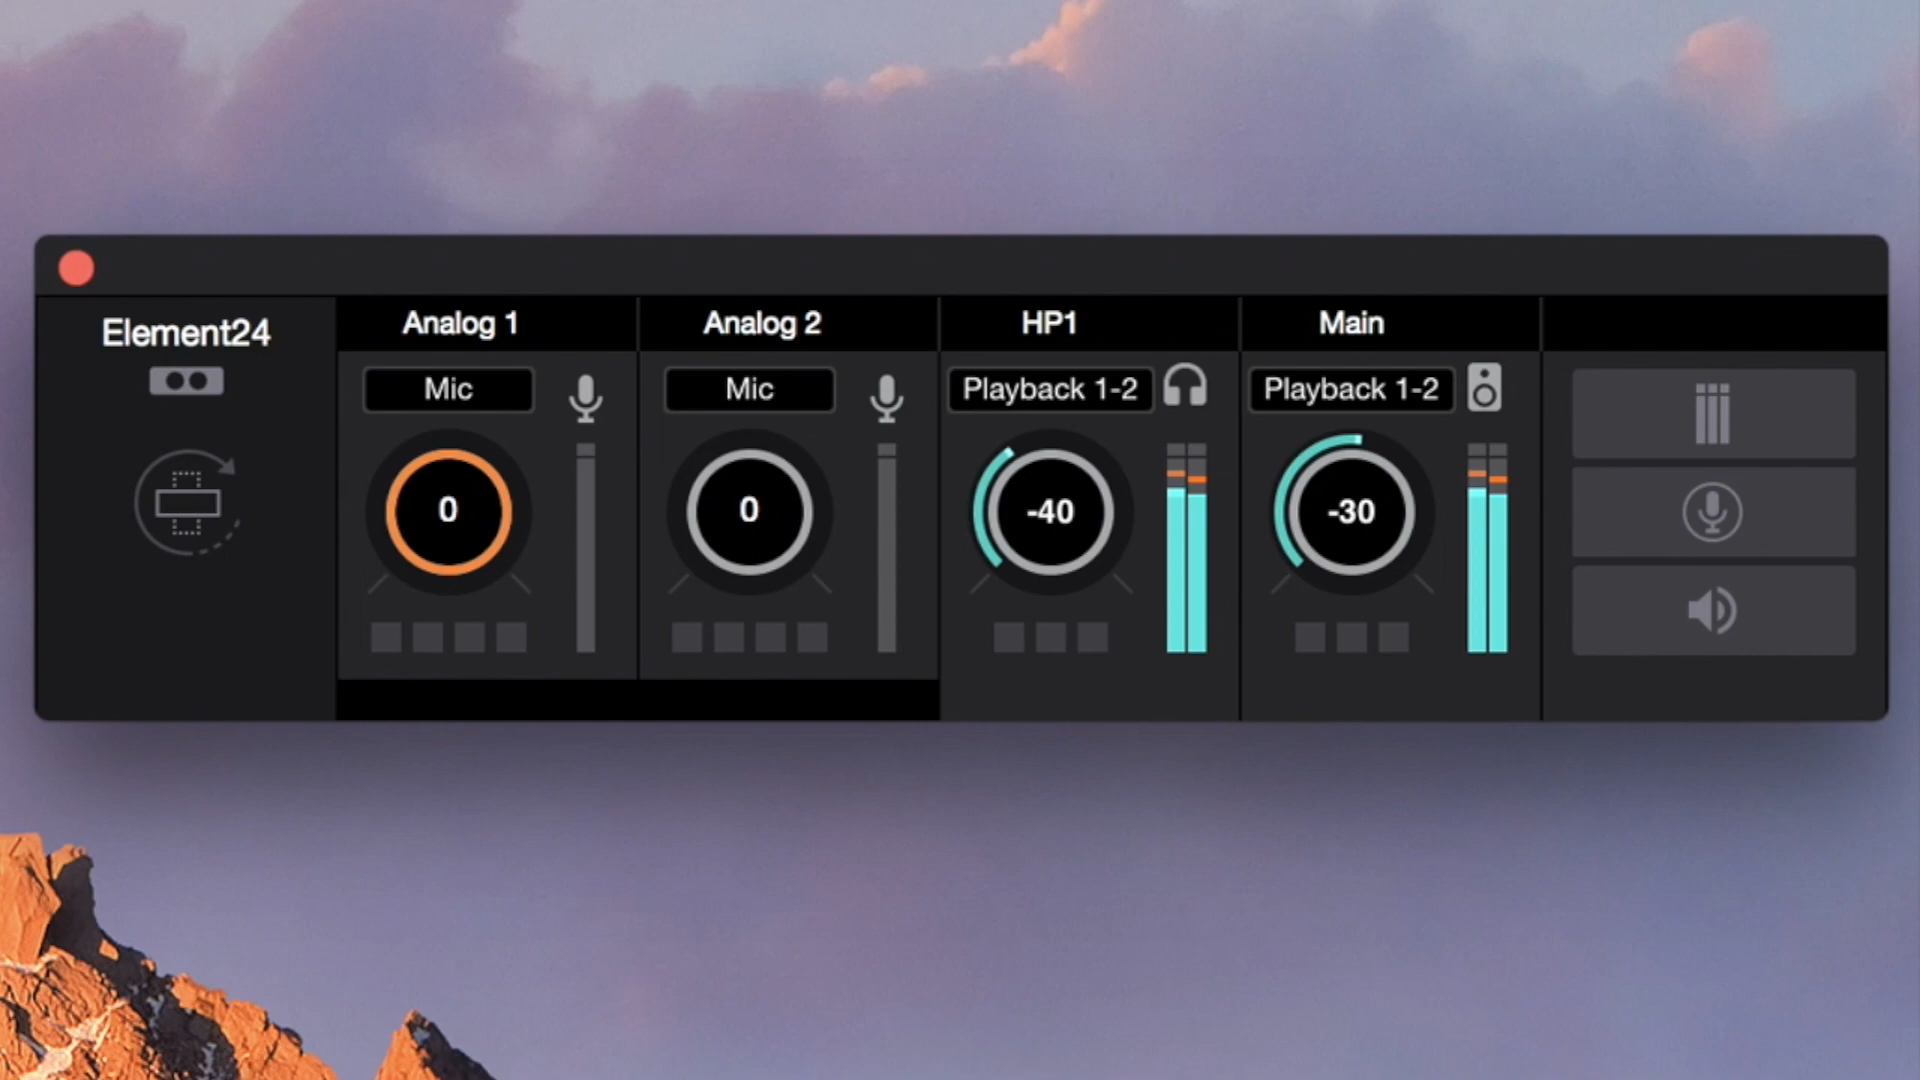 Element24
Analog 1
Analog 2
HP1
Main
Mic
Mic
Playback 1-2
Playback 1-2
0
0
-40
-30